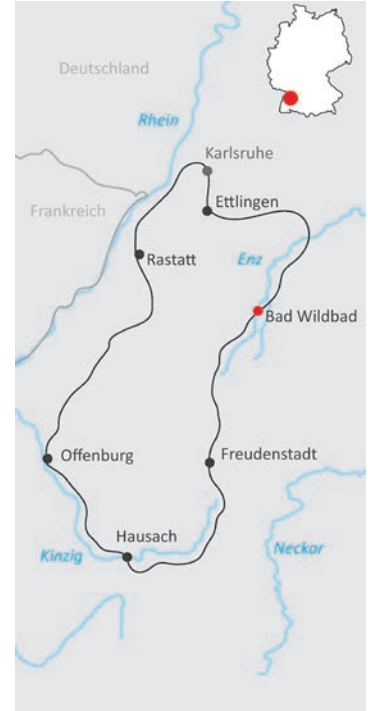 Deutschland
Rhein
Karlsruhe
Frankreich
Ettlingen
Enz
Rastatt
Bad Wildbad
Offenburg
Freudenstadt
Hausach
Kinzig
Neckar